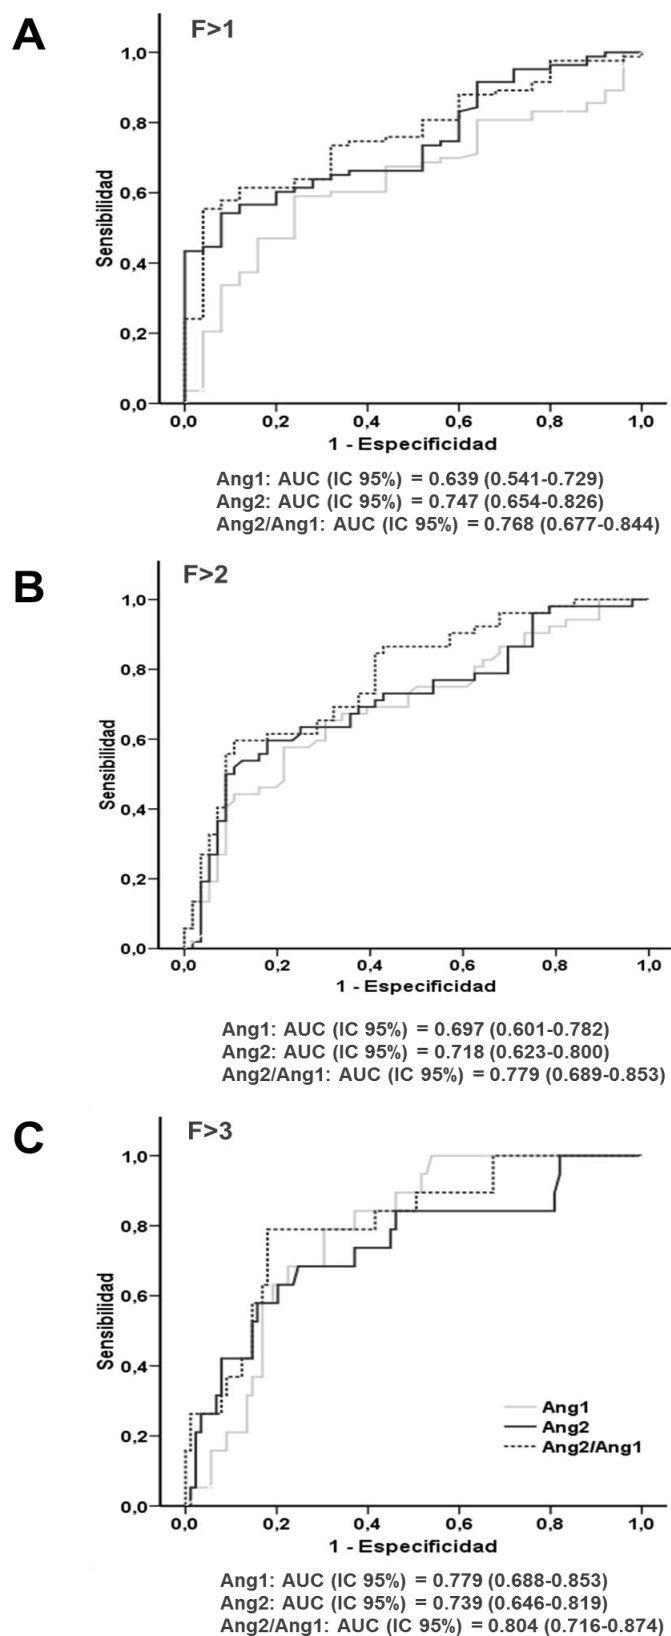 A
F>1
1,0
0,8
0,6
0,4
0,2
0,0
Sensibilidad
0,0 0,2 0,4 0,6 0,8 1,0
1 - Especificidad
Ang1: AUC (IC 95%) = 0.639 (0.541-0.729)
Ang2: AUC (IC 95%) = 0.747 (0.654-0.826)
Ang2/Ang1: AUC (IC 95%) = 0.768 (0.677-0.844)
B
F>2
1,0
0,8
0,6
0,4
0,2
0,0
Sensibilidad
0,0 0,2 0,4 0,6 0,8 1,0
1 - Especificidad
Ang1: AUC (IC 95%) = 0.697 (0.601-0.782)
Ang2: AUC (IC 95%) = 0.718 (0.623-0.800)
Ang2/Ang1: AUC (IC 95%) = 0.779 (0.689-0.853)
C
F>3
1,0
0,8
0,6
0,4
0,2
0,0
Sensibilidad
Ang1
Ang2
Ang2/Ang1
0,0 0,2 0,4 0,6 0,8 1,0
1 - Especificidad
Ang1: AUC (IC 95%) = 0.779 (0.688-0.853)
Ang2: AUC (IC 95%) = 0.739 (0.646-0.819)
Ang2/Ang1: AUC (IC 95%) = 0.804 (0.716-0.874)